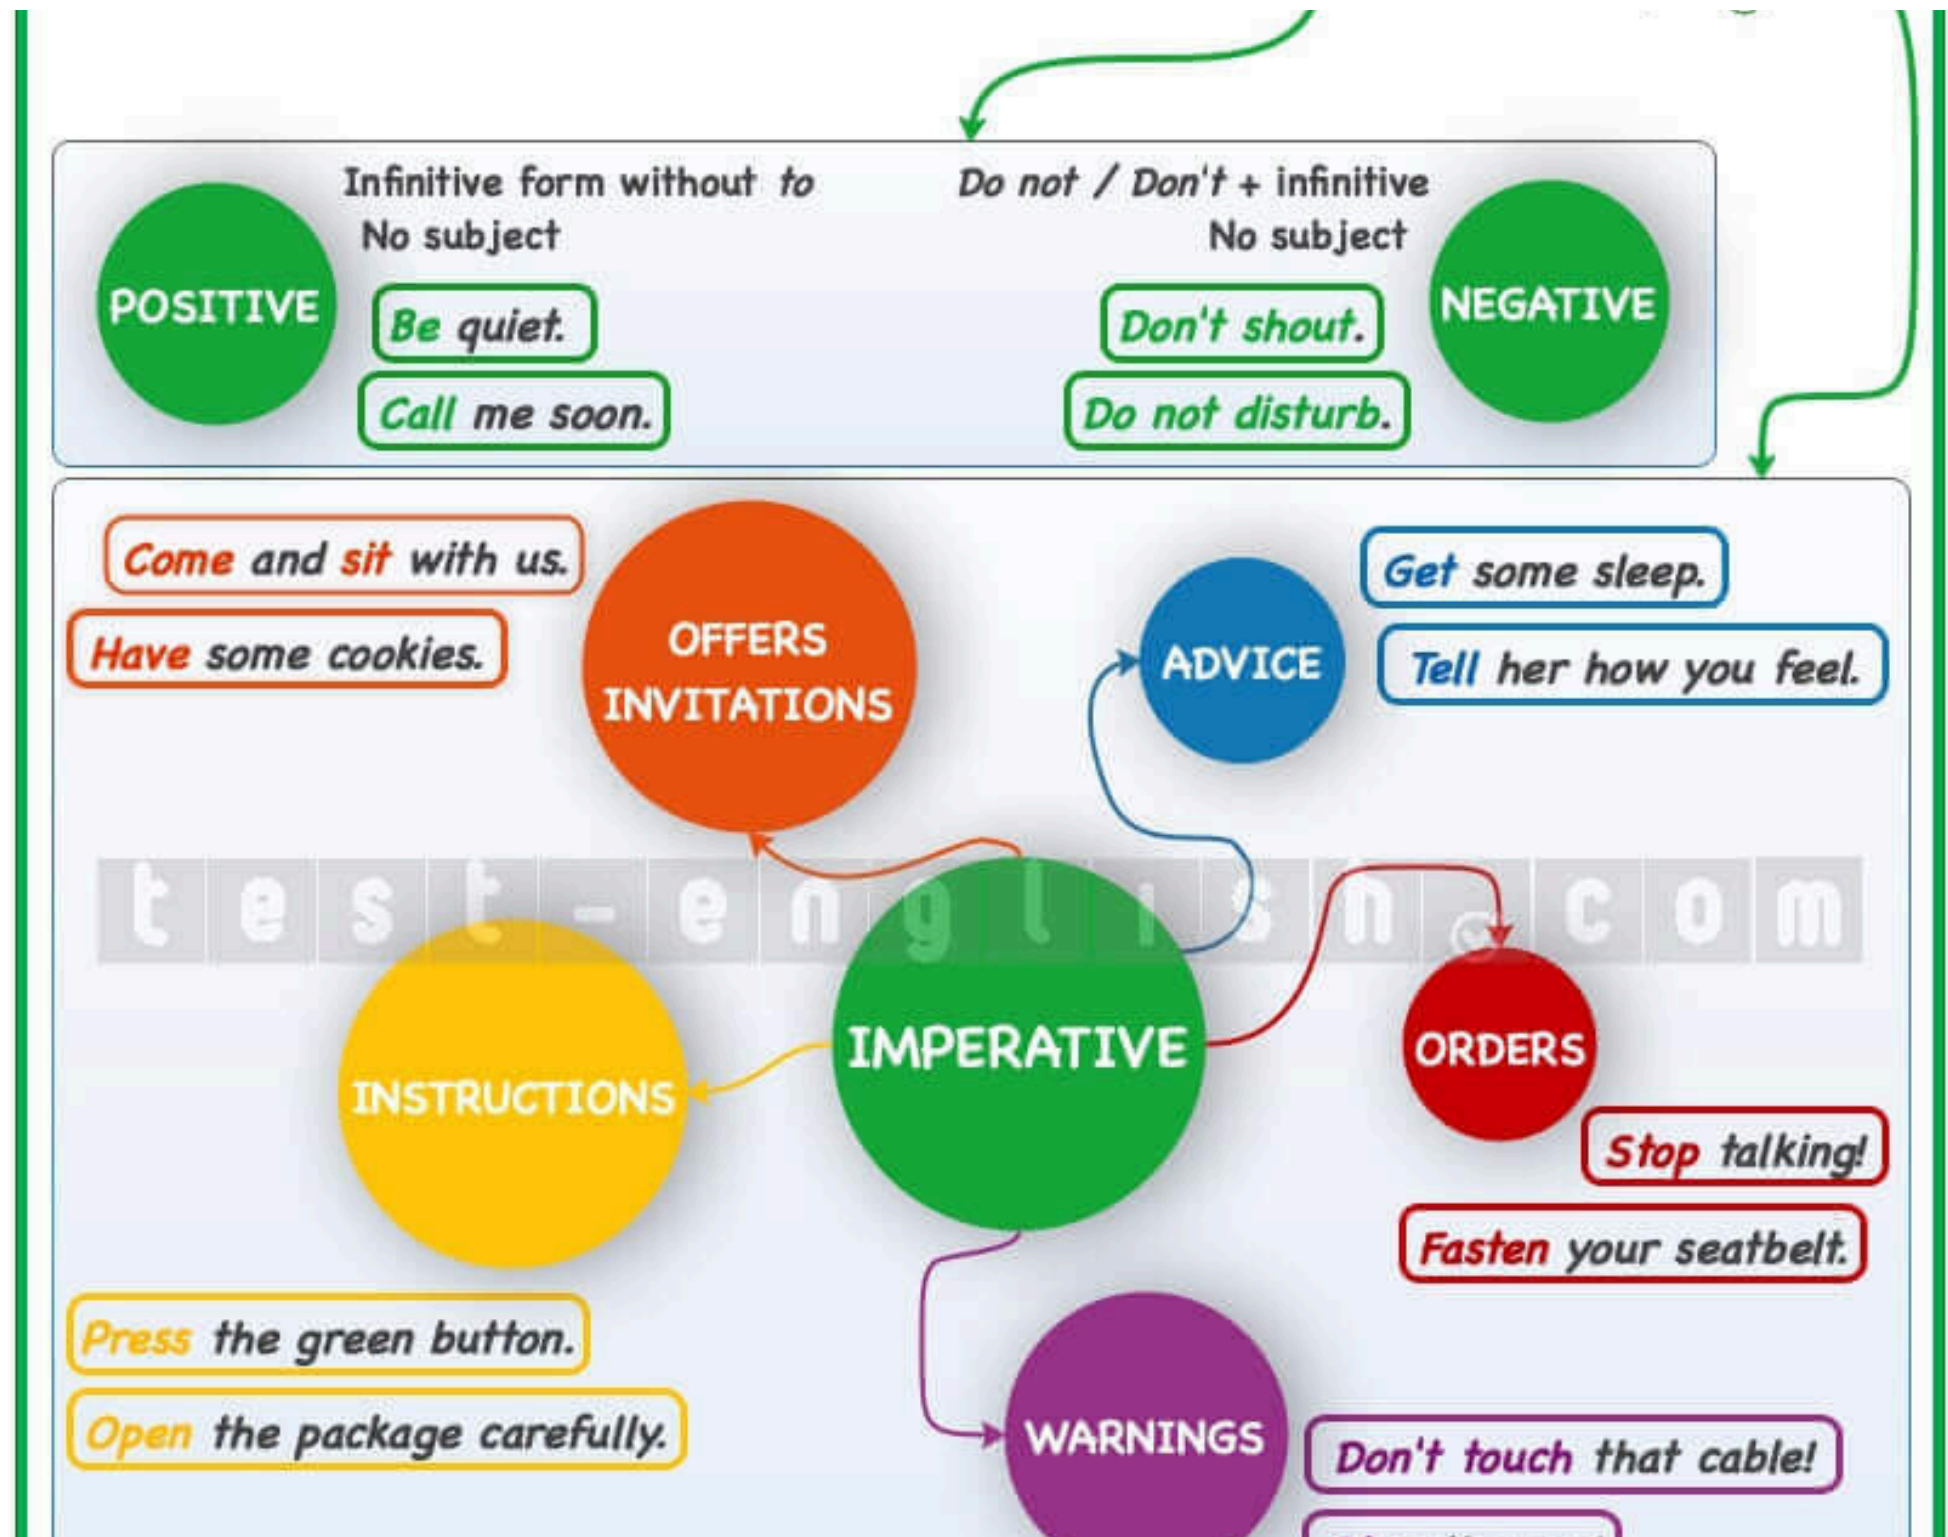 Infinitive form without to
No subject
POSITIVE
Be quiet.
Call me soon.
Do not / Don't + infinitive
No subject
NEGATIVE
Don't shout.
Do not disturb.
Come and sit with us.
Have some cookies.
OFFERS
INVITATIONS
ADVICE
Get some sleep.
Tell her how you feel.
test-english.com
IMPERATIVE
INSTRUCTIONS
Press the green button.
Open the package carefully.
ORDERS
Stop talking!
Fasten your seatbelt.
WARNINGS
Don't touch that cable!